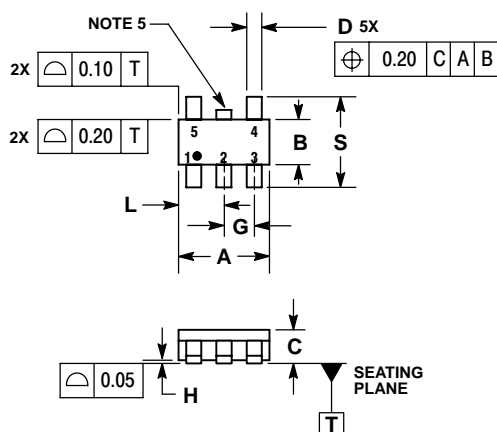 NOTE 5
D 5X
⌖ 0.20 C A B
2X ⌓ 0.10 T
2X ⌓ 0.20 T
5 4
B S
1 2 3
L
G
A
C
⌓ 0.05
H
SEATING
PLANE
T